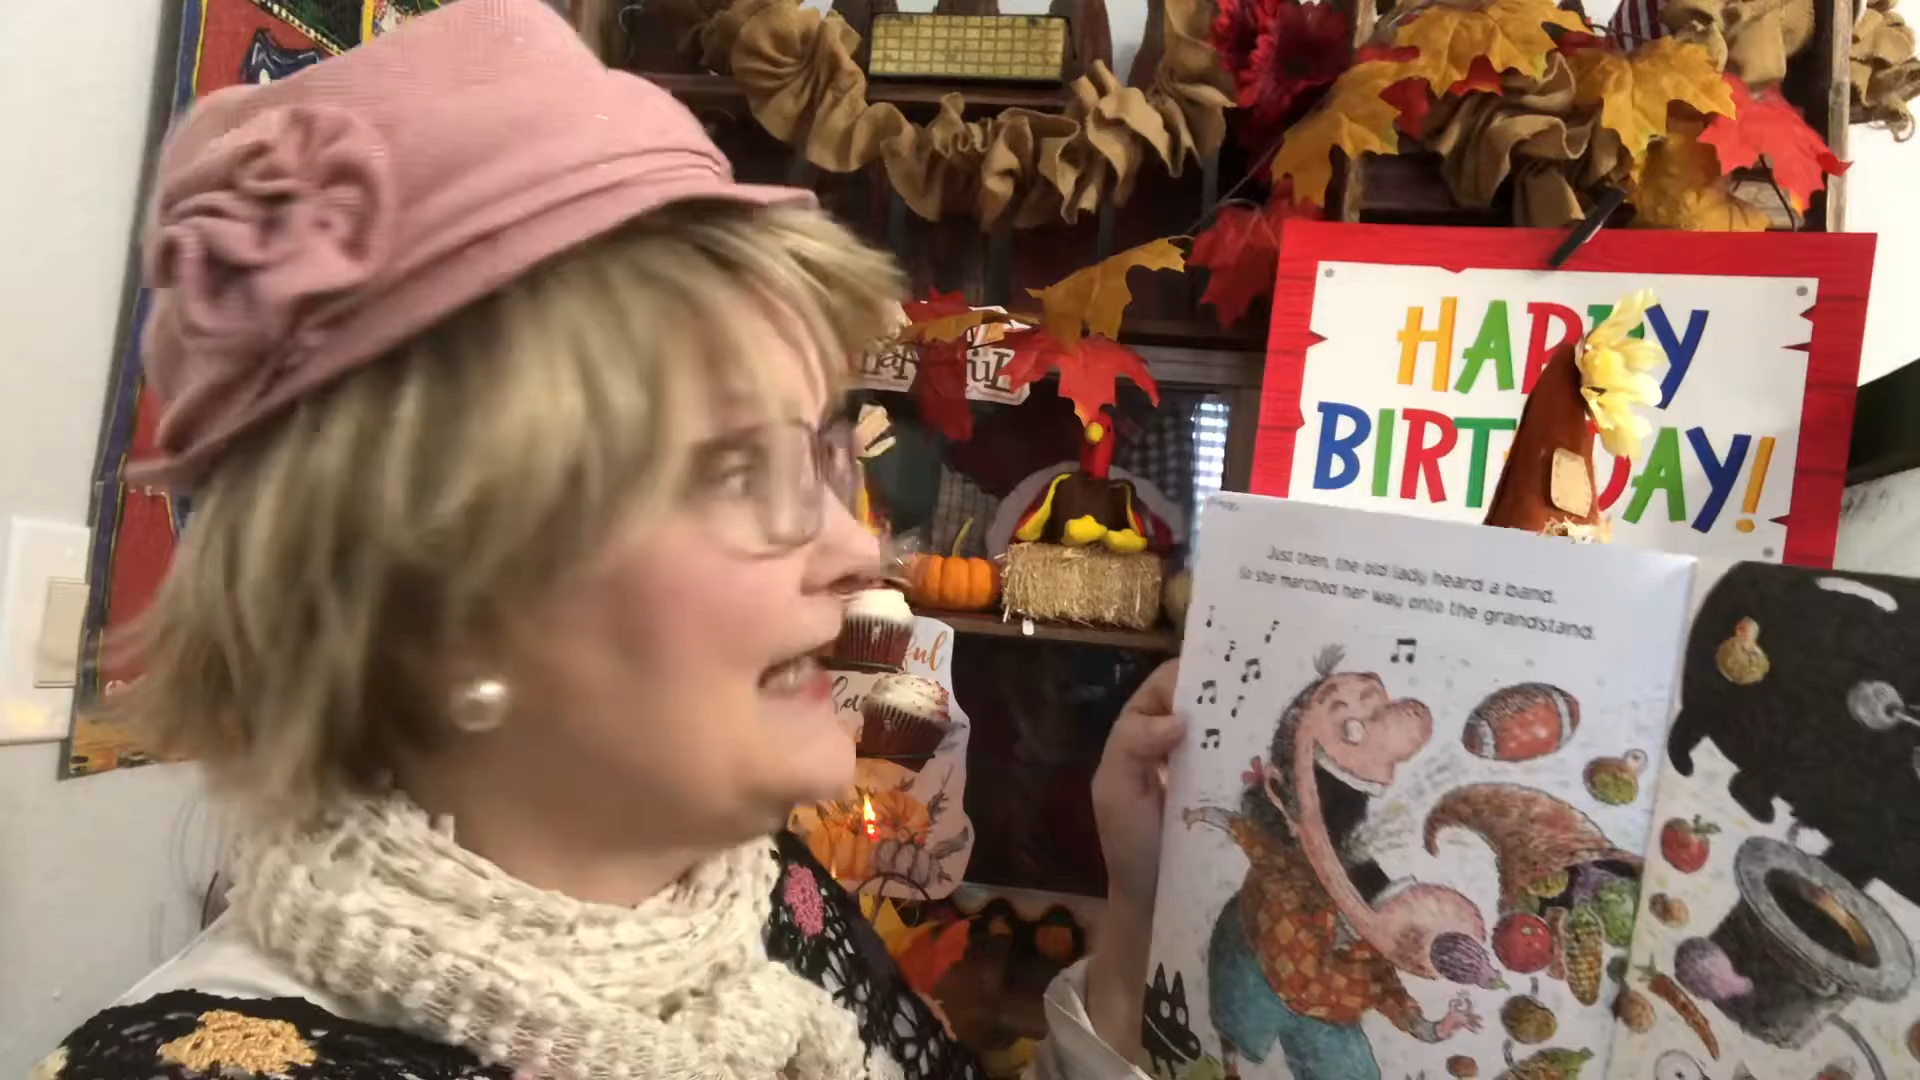 HAPPY
BIRTHDAY!
Just then, the old lady heard a band.
So she marched her way onto the grandstand.